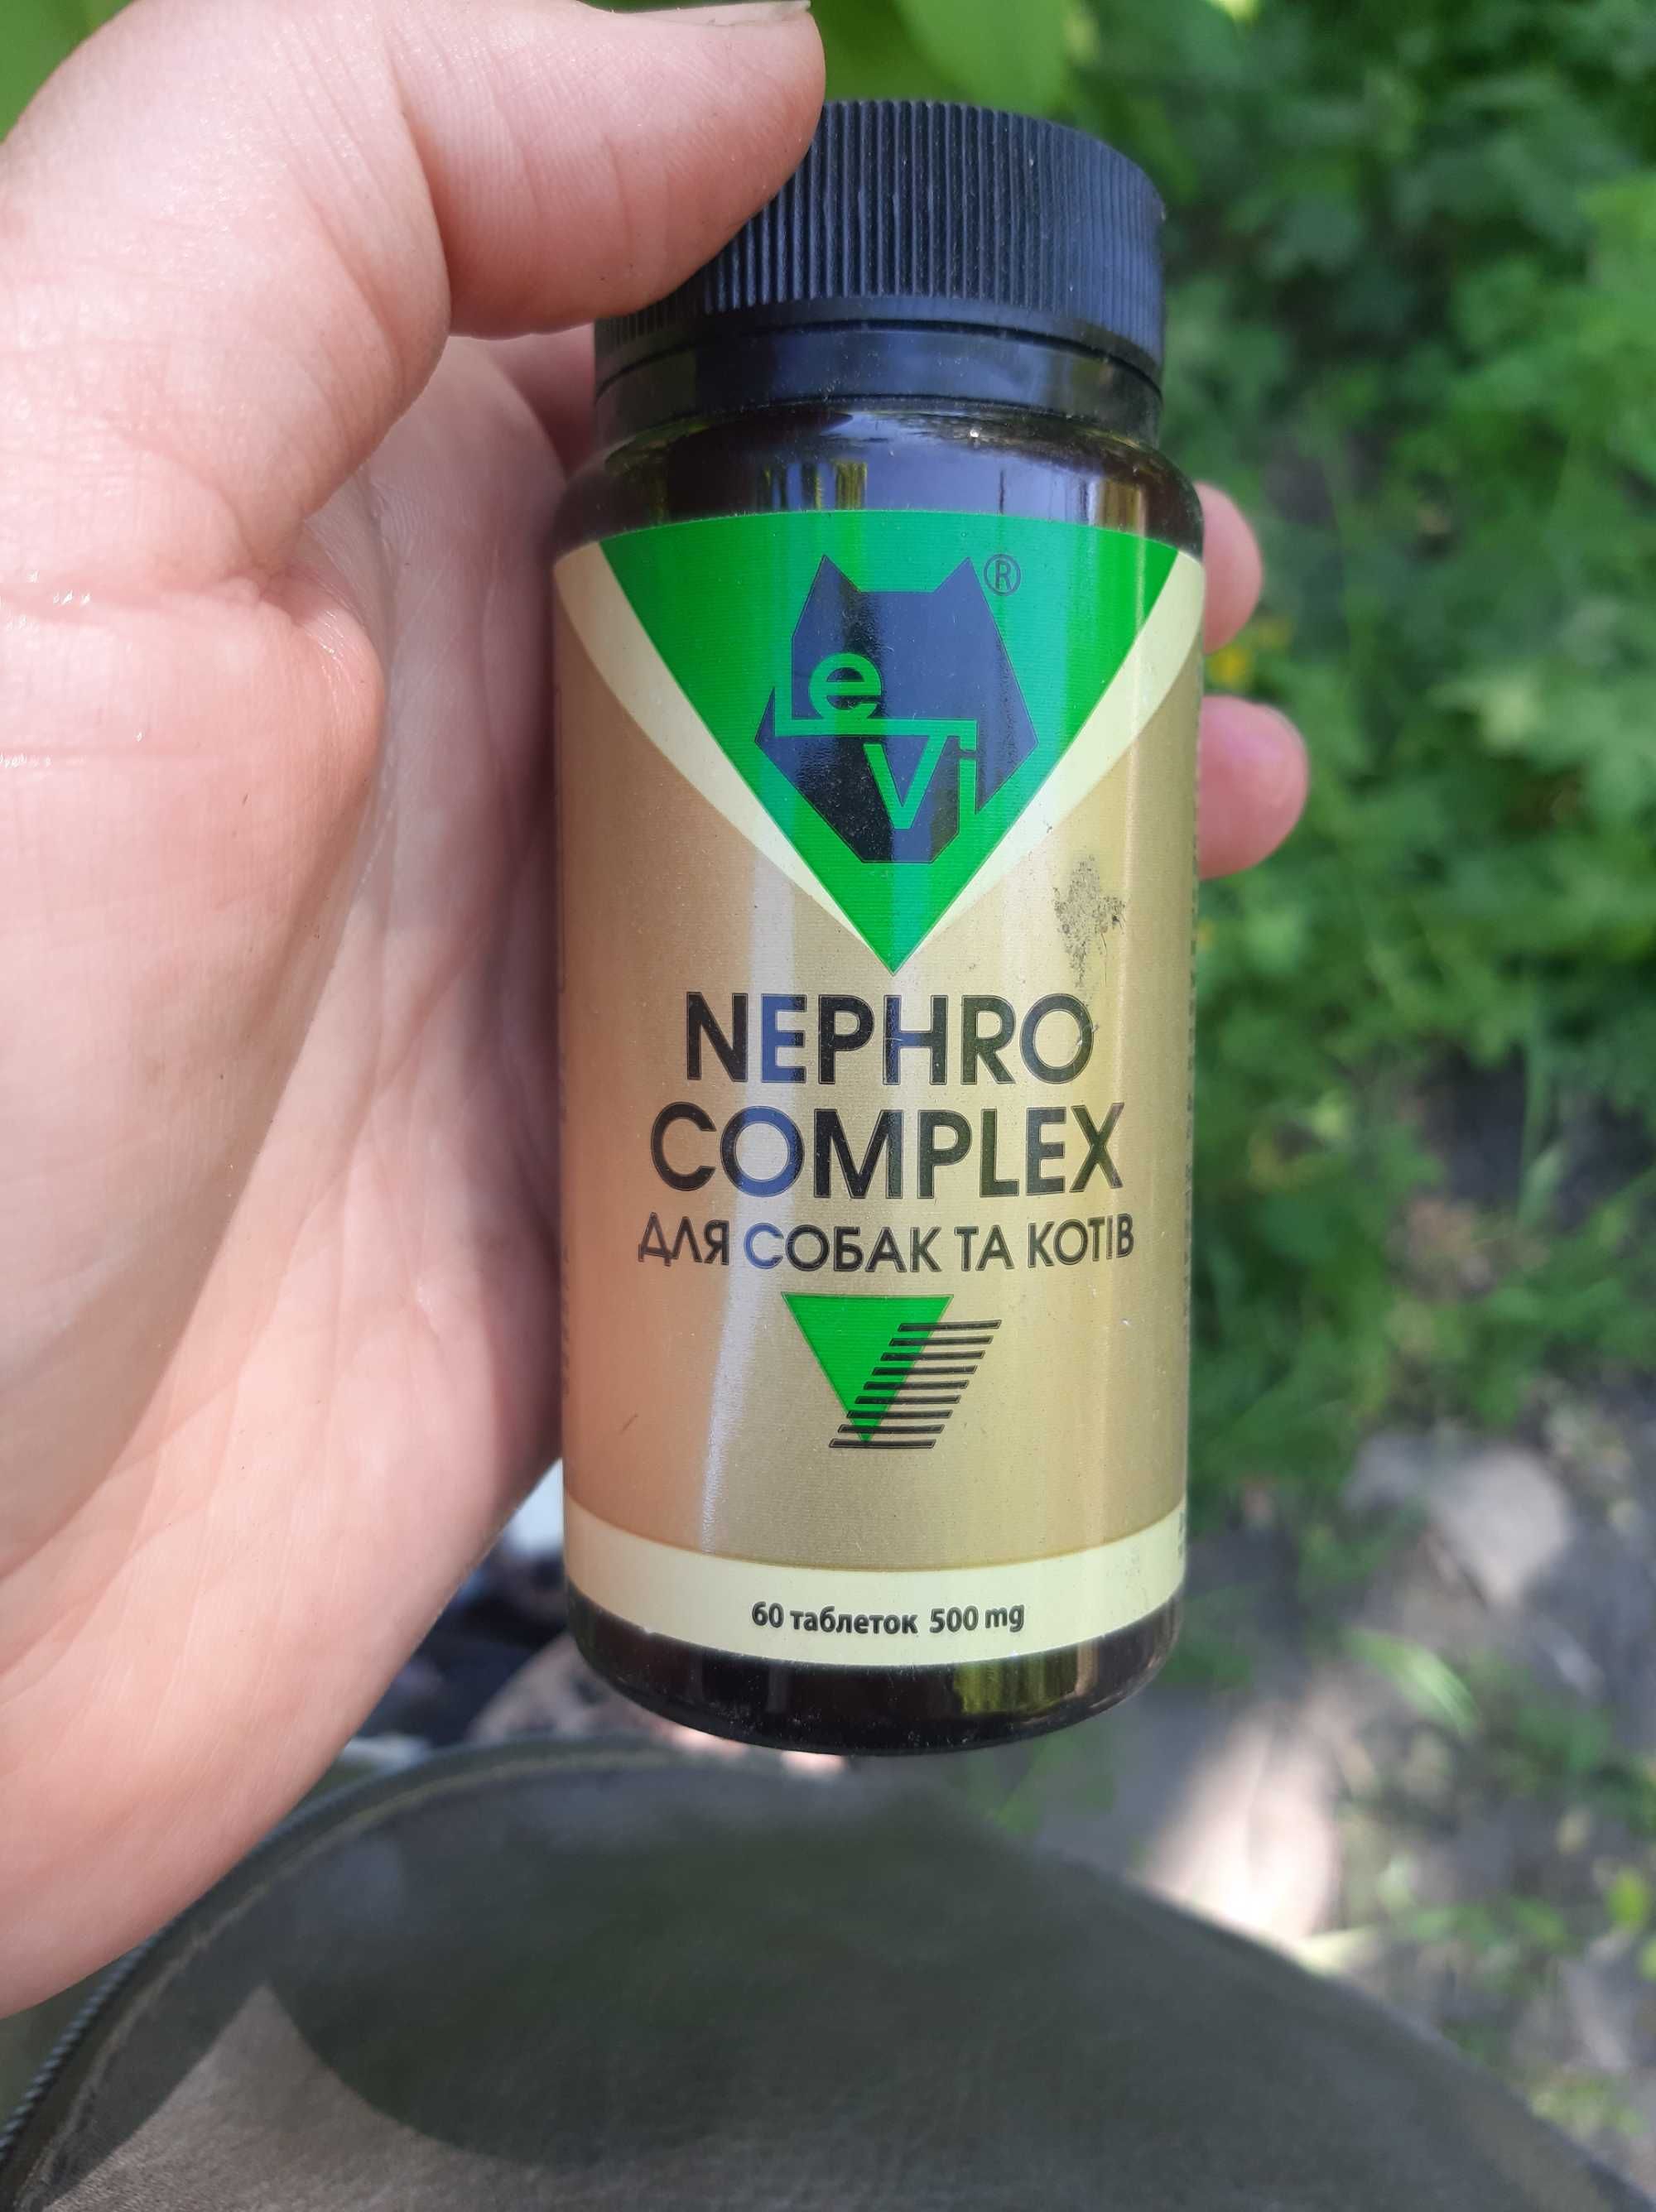 LeVi ®
NEPHRO
COMPLEX
ДЛЯ СОБАК ТА КОТІВ
60 таблеток 500 mg